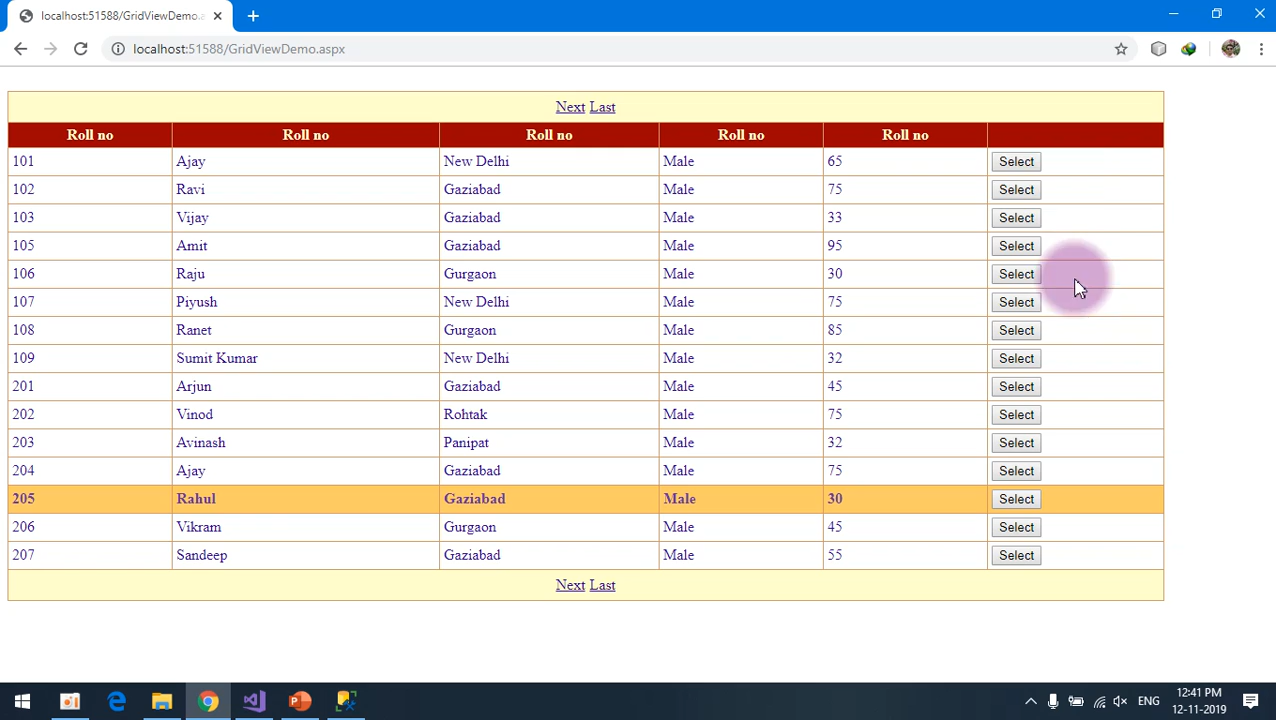 localhost:51588/GridViewDemo.a
localhost:51588/GridViewDemo.aspx
Next Last
Roll no Roll no Roll no Roll no Roll no
101 Ajay New Delhi Male 65 Select
102 Ravi Gaziabad Male 75 Select
103 Vijay Gaziabad Male 33 Select
105 Amit Gaziabad Male 95 Select
106 Raju Gurgaon Male 30 Select
107 Piyush New Delhi Male 75 Select
108 Ranet Gurgaon Male 85 Select
109 Sumit Kumar New Delhi Male 32 Select
201 Arjun Gaziabad Male 45 Select
202 Vinod Rohtak Male 75 Select
203 Avinash Panipat Male 32 Select
204 Ajay Gaziabad Male 75 Select
205 Rahul Gaziabad Male 30 Select
206 Vikram Gurgaon Male 45 Select
207 Sandeep Gaziabad Male 55 Select
Next Last
ENG
12:41 PM
12-11-2019